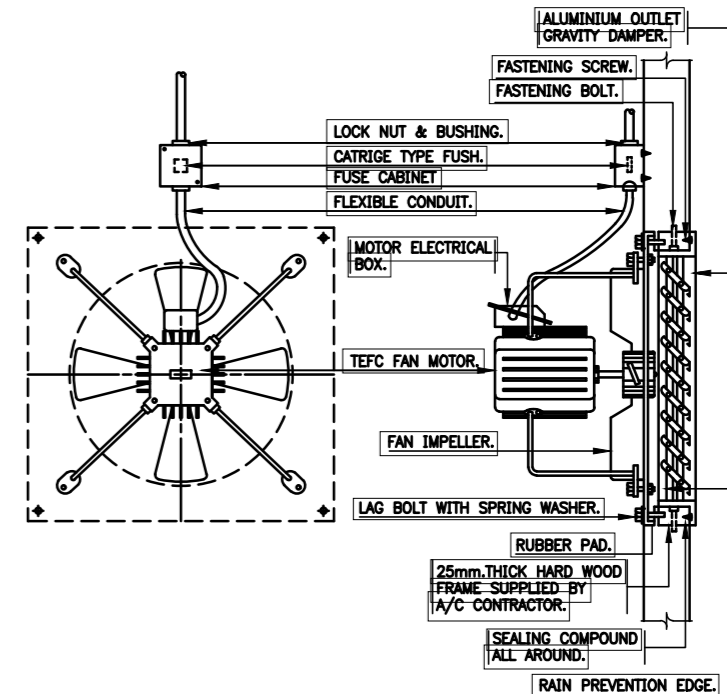 ALUMINIUM OUTLET
GRAVITY DAMPER.
FASTENING SCREW.
FASTENING BOLT.
LOCK NUT & BUSHING.
CATRIGE TYPE FUSH.
FUSE CABINET
FLEXIBLE CONDUIT.
MOTOR ELECTRICAL
BOX.
TEFC FAN MOTOR.
FAN IMPELLER.
LAG BOLT WITH SPRING WASHER.
RUBBER PAD.
25mm.THICK HARD WOOD
FRAME SUPPLIED BY
A/C CONTRACTOR.
SEALING COMPOUND
ALL AROUND.
RAIN PREVENTION EDGE.